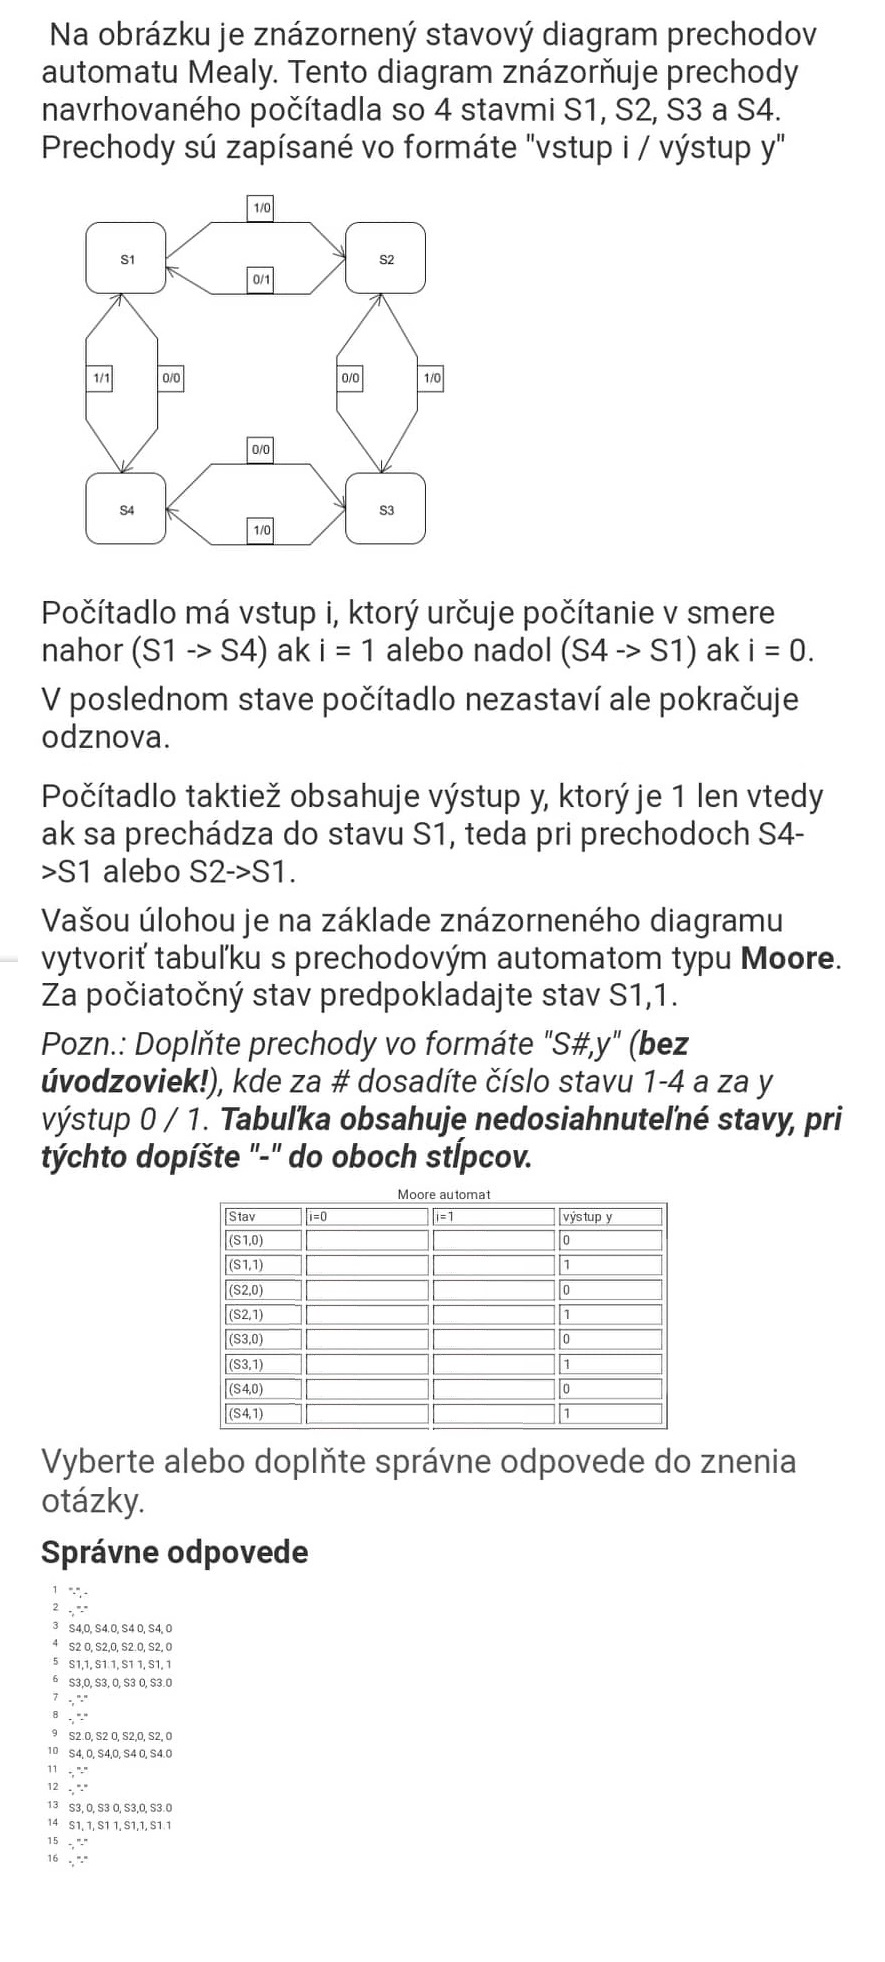 Na obrázku je znázornený stavový diagram prechodov
automatu Mealy. Tento diagram znázorňuje prechody
navrhovaného počítadla so 4 stavmi S1, S2, S3 a S4.
Prechody sú zapísané vo formáte "vstup i / výstup y"
1/0
S1
S2
0/1
1/1
0/0
0/0
1/0
0/0
S4
S3
1/0
Počítadlo má vstup i, ktorý určuje počítanie v smere
nahor (S1 -> S4) ak i = 1 alebo nadol (S4 -> S1) ak i = 0.
V poslednom stave počítadlo nezastaví ale pokračuje
odznova.
Počítadlo taktiež obsahuje výstup y, ktorý je 1 len vtedy
ak sa prechádza do stavu S1, teda pri prechodoch S4-
>S1 alebo S2->S1.
Vašou úlohou je na základe znázorneného diagramu
vytvoriť tabuľku s prechodovým automatom typu Moore.
Za počiatočný stav predpokladajte stav S1,1.
Pozn.: Doplňte prechody vo formáte "S#,y" (bez
úvodzoviek!), kde za # dosadíte číslo stavu 1-4 a za y
výstup 0 / 1. Tabuľka obsahuje nedosiahnuteľné stavy, pri
týchto dopíšte "-" do oboch stĺpcov.
Moore automat
Stav i=0 i=1 výstup y
(S1,0) 0
(S1,1) 1
(S2,0) 0
(S2,1) 1
(S3,0) 0
(S3,1) 1
(S4,0) 0
(S4,1) 1
Vyberte alebo doplňte správne odpovede do znenia
otázky.
Správne odpovede
1 "-", -
2 -, "-"
3 S4,0, S4.0, S4 0, S4, 0
4 S2 0, S2,0, S2.0, S2, 0
5 S1,1, S1.1, S1 1, S1, 1
6 S3,0, S3, 0, S3 0, S3.0
7 -, "-"
8 -, "-"
9 S2.0, S2 0, S2,0, S2, 0
10 S4, 0, S4,0, S4 0, S4.0
11 -, "-"
12 -, "-"
13 S3, 0, S3 0, S3,0, S3.0
14 S1, 1, S1 1, S1,1, S1.1
15 -, "-"
16 -, "-"